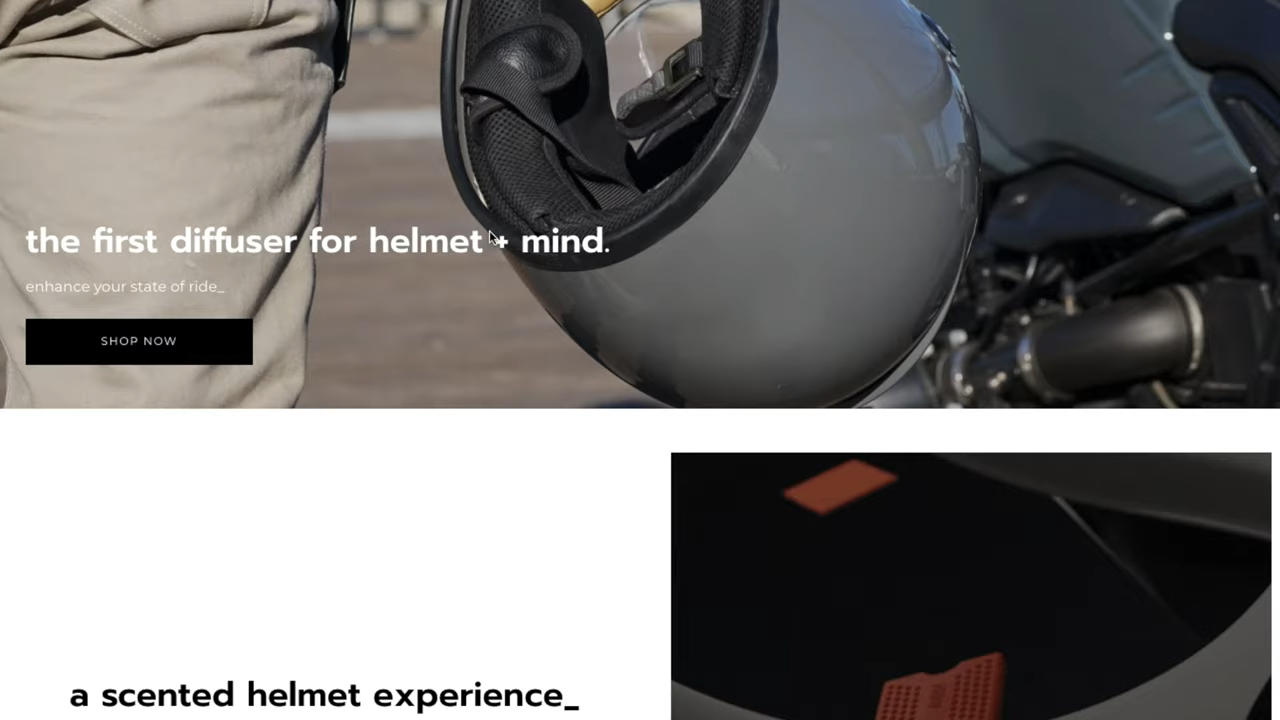 the first diffuser for helmet + mind.
enhance your state of ride_
SHOP NOW
a scented helmet experience_